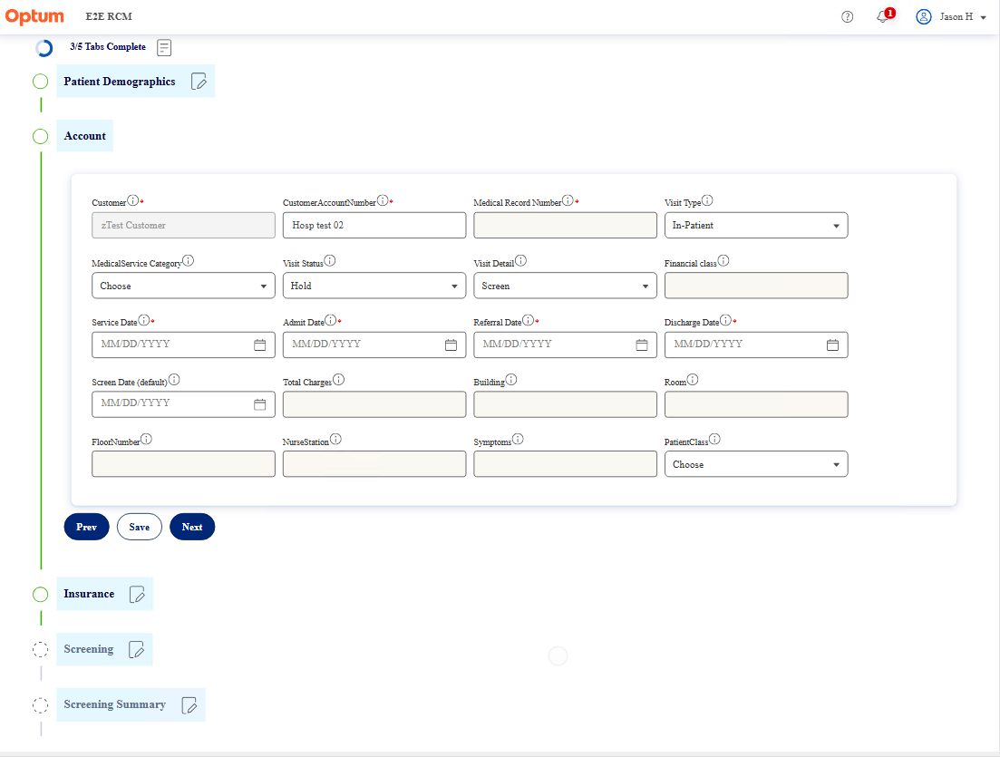 Optum E2E RCM 1 Jason H
3/5 Tabs Complete
Patient Demographics
Account
Customer* CustomerAccountNumber* Medical Record Number* Visit Type
zTest Customer Hosp test 02 In-Patient
MedicalService Category Visit Status Visit Detail Financial class
Choose Hold Screen
Service Date* Admit Date* Referral Date* Discharge Date*
MM/DD/YYYY MM/DD/YYYY MM/DD/YYYY MM/DD/YYYY
Screen Date (default) Total Charges Building Room
MM/DD/YYYY
FloorNumber NurseStation Symptoms PatientClass
Choose
Prev Save Next
Insurance
Screening
Screening Summary